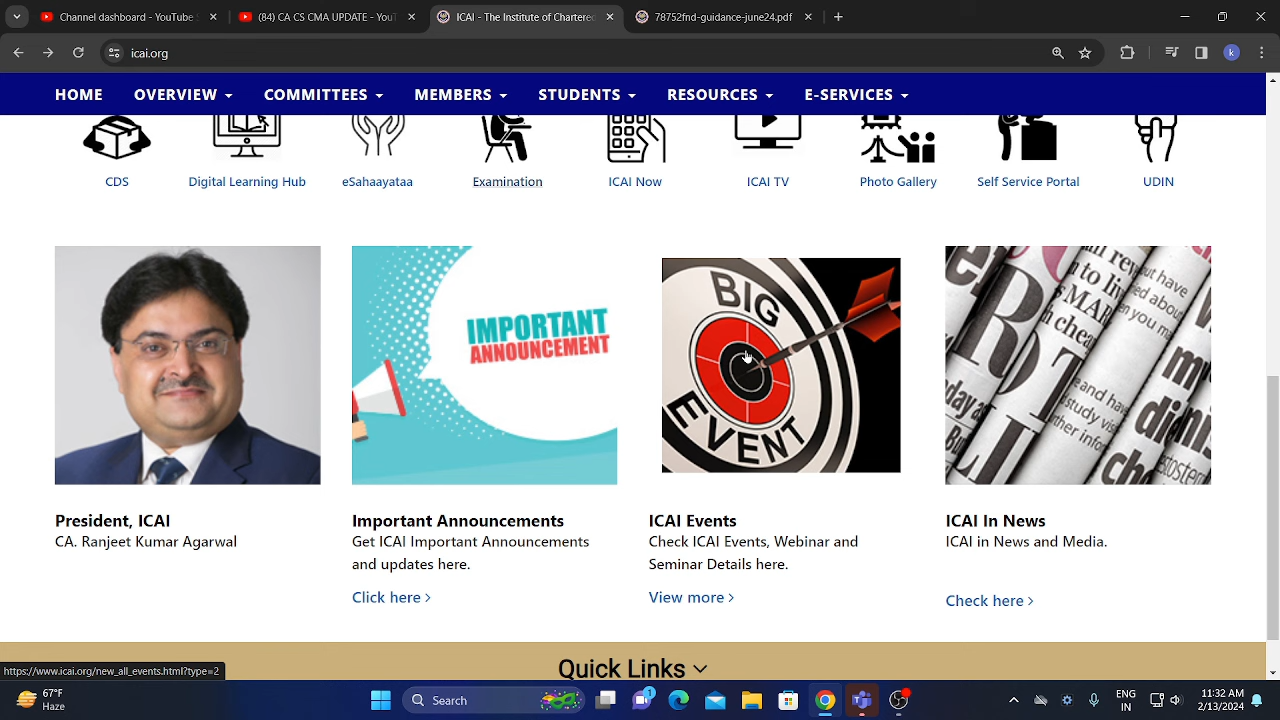 Channel dashboard - YouTube S
(84) CA CS CMA UPDATE - YouT
ICAI - The Institute of Chartered
78752fnd-guidance-june24.pdf
icai.org
k
HOME OVERVIEW COMMITTEES MEMBERS STUDENTS RESOURCES E-SERVICES
CDS
Digital Learning Hub
eSahaayataa
Examination
ICAI Now
ICAI TV
Photo Gallery
Self Service Portal
UDIN
IMPORTANT
ANNOUNCEMENT
BIG
EVENT
President, ICAI
CA. Ranjeet Kumar Agarwal
Important Announcements
Get ICAI Important Announcements
and updates here.
Click here >
ICAI Events
Check ICAI Events, Webinar and
Seminar Details here.
View more >
ICAI In News
ICAI in News and Media.
Check here >
Quick Links
https://www.icai.org/new_all_events.html?type=2
67°F
Haze
Search
1
ENG
IN
11:32 AM
2/13/2024